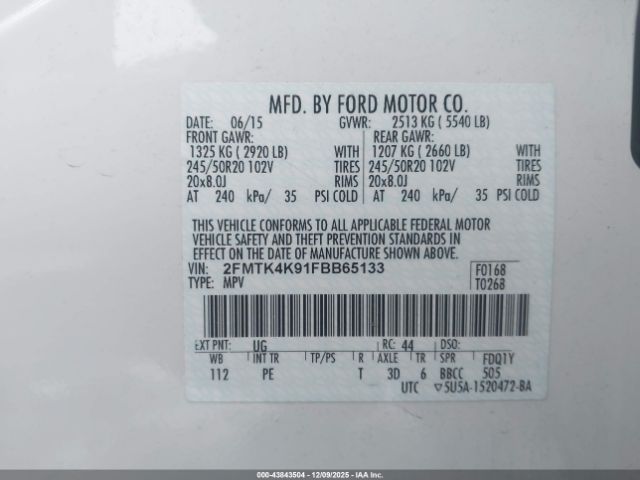 MFD. BY FORD MOTOR CO.
DATE: 06/15 GVWR: 2513 KG ( 5540 LB)
FRONT GAWR: REAR GAWR:
1325 KG ( 2920 LB) WITH 1207 KG ( 2660 LB) WITH
245/50R20 102V TIRES 245/50R20 102V TIRES
20x8.0J RIMS 20x8.0J RIMS
AT 240 kPa/ 35 PSI COLD AT 240 kPa/ 35 PSI COLD
THIS VEHICLE CONFORMS TO ALL APPLICABLE FEDERAL MOTOR
VEHICLE SAFETY AND THEFT PREVENTION STANDARDS IN
EFFECT ON THE DATE OF MANUFACTURE SHOWN ABOVE.
VIN: 2FMTK4K91FBB65133 F0168
TYPE: MPV T0268
EXT PNT: UG RC: 44 DSO:
WB INT TR TP/PS R AXLE TR SPR FDQ1Y
112 PE T 3D 6 BBCC 505
UTC ▽5U5A-1520472-BA
000-43843504 - 12/09/2025 - IAAI.com